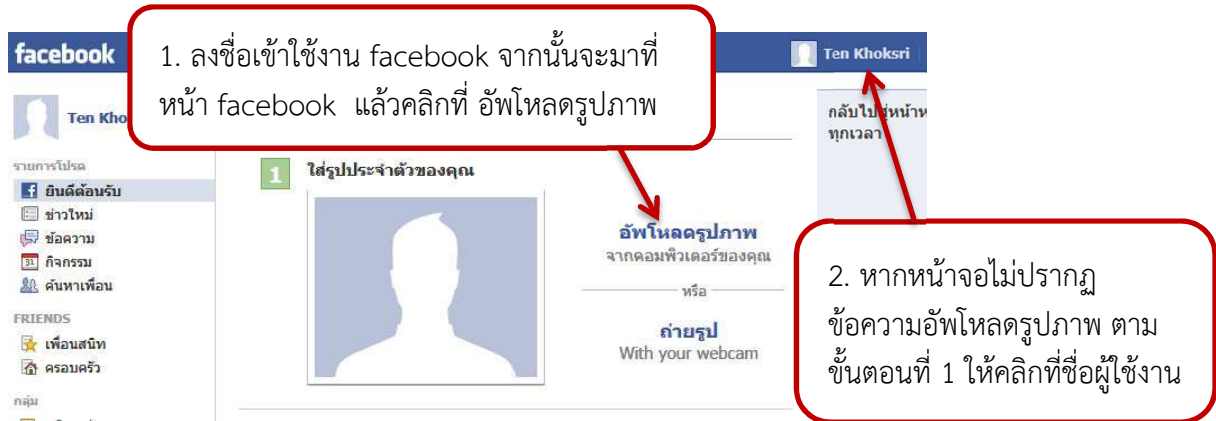 facebook
1. ลงชื่อเข้าใช้งาน facebook จากนั้นจะมาที่
หน้า facebook แล้วคลิกที่ อัพโหลดรูปภาพ
Ten Khoksri
Ten Kho
กลับไปสู่หน้าห
ทุกเวลา
รายการโปรด
ยินดีต้อนรับ
ข่าวใหม่
ข้อความ
31 กิจกรรม
ค้นหาเพื่อน
FRIENDS
เพื่อนสนิท
ครอบครัว
กลุ่ม
1 ใส่รูปประจำตัวของคุณ
อัพโหลดรูปภาพ
จากคอมพิวเตอร์ของคุณ
หรือ
ถ่ายรูป
With your webcam
2. หากหน้าจอไม่ปรากฏ
ข้อความอัพโหลดรูปภาพ ตาม
ขั้นตอนที่ 1 ให้คลิกที่ชื่อผู้ใช้งาน